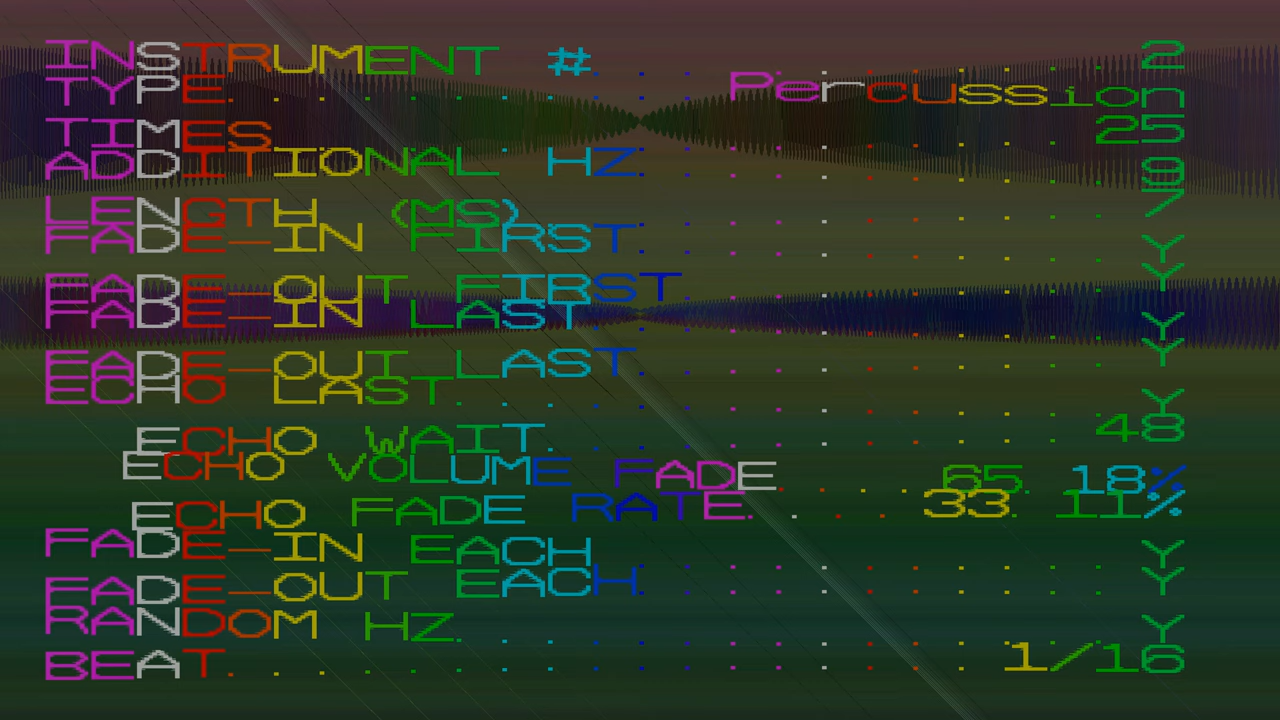 INSTRUMENT #............2
TYPE...........Percussion
TIMES..................25
ADDITIONAL HZ...........9
LENGTH (MS).............7
FADE-IN FIRST...........Y
FADE-OUT FIRST..........Y
FADE-IN LAST............Y
FADE-OUT LAST...........Y
ECHO LAST...............Y
ECHO WAIT............48
ECHO VOLUME FADE....65.18%
ECHO FADE RATE.....33.11%
FADE-IN EACH............Y
FADE-OUT EACH...........Y
RANDOM HZ...............Y
BEAT.................1/16